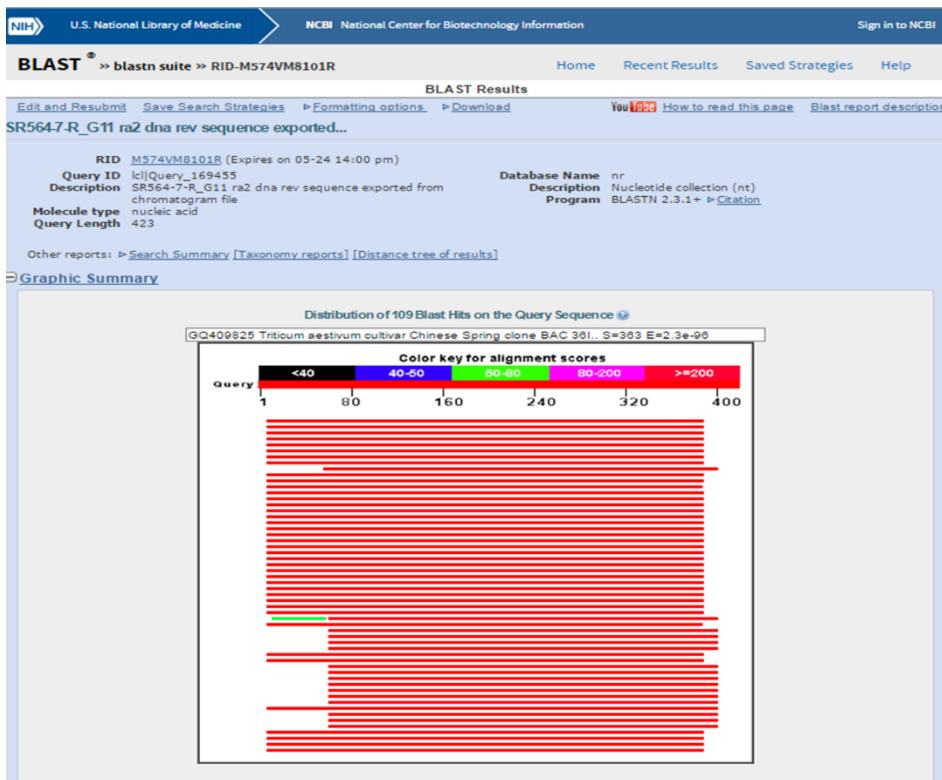 NIH U.S. National Library of Medicine NCBI National Center for Biotechnology Information Sign in to NCBI
BLAST ® » blastn suite » RID-M574VM8101R Home Recent Results Saved Strategies Help
BLAST Results
Edit and Resubmit Save Search Strategies Formatting options Download YouTube How to read this page Blast report description
SR564-7-R_G11 ra2 dna rev sequence exported...
RID M574VM8101R (Expires on 05-24 14:00 pm)
Query ID lcl|Query_169455 Database Name nr
Description SR564-7-R_G11 ra2 dna rev sequence exported from Description Nucleotide collection (nt)
chromatogram file Program BLASTN 2.3.1+ Citation
Molecule type nucleic acid
Query Length 423
Other reports: Search Summary [Taxonomy reports] [Distance tree of results]
Graphic Summary
Distribution of 109 Blast Hits on the Query Sequence
GQ409825 Triticum aestivum cultivar Chinese Spring clone BAC 36I.. S=363 E=2.3e-96
Color key for alignment scores
<40 40-50 50-80 80-200 >=200
Query
1 80 160 240 320 400